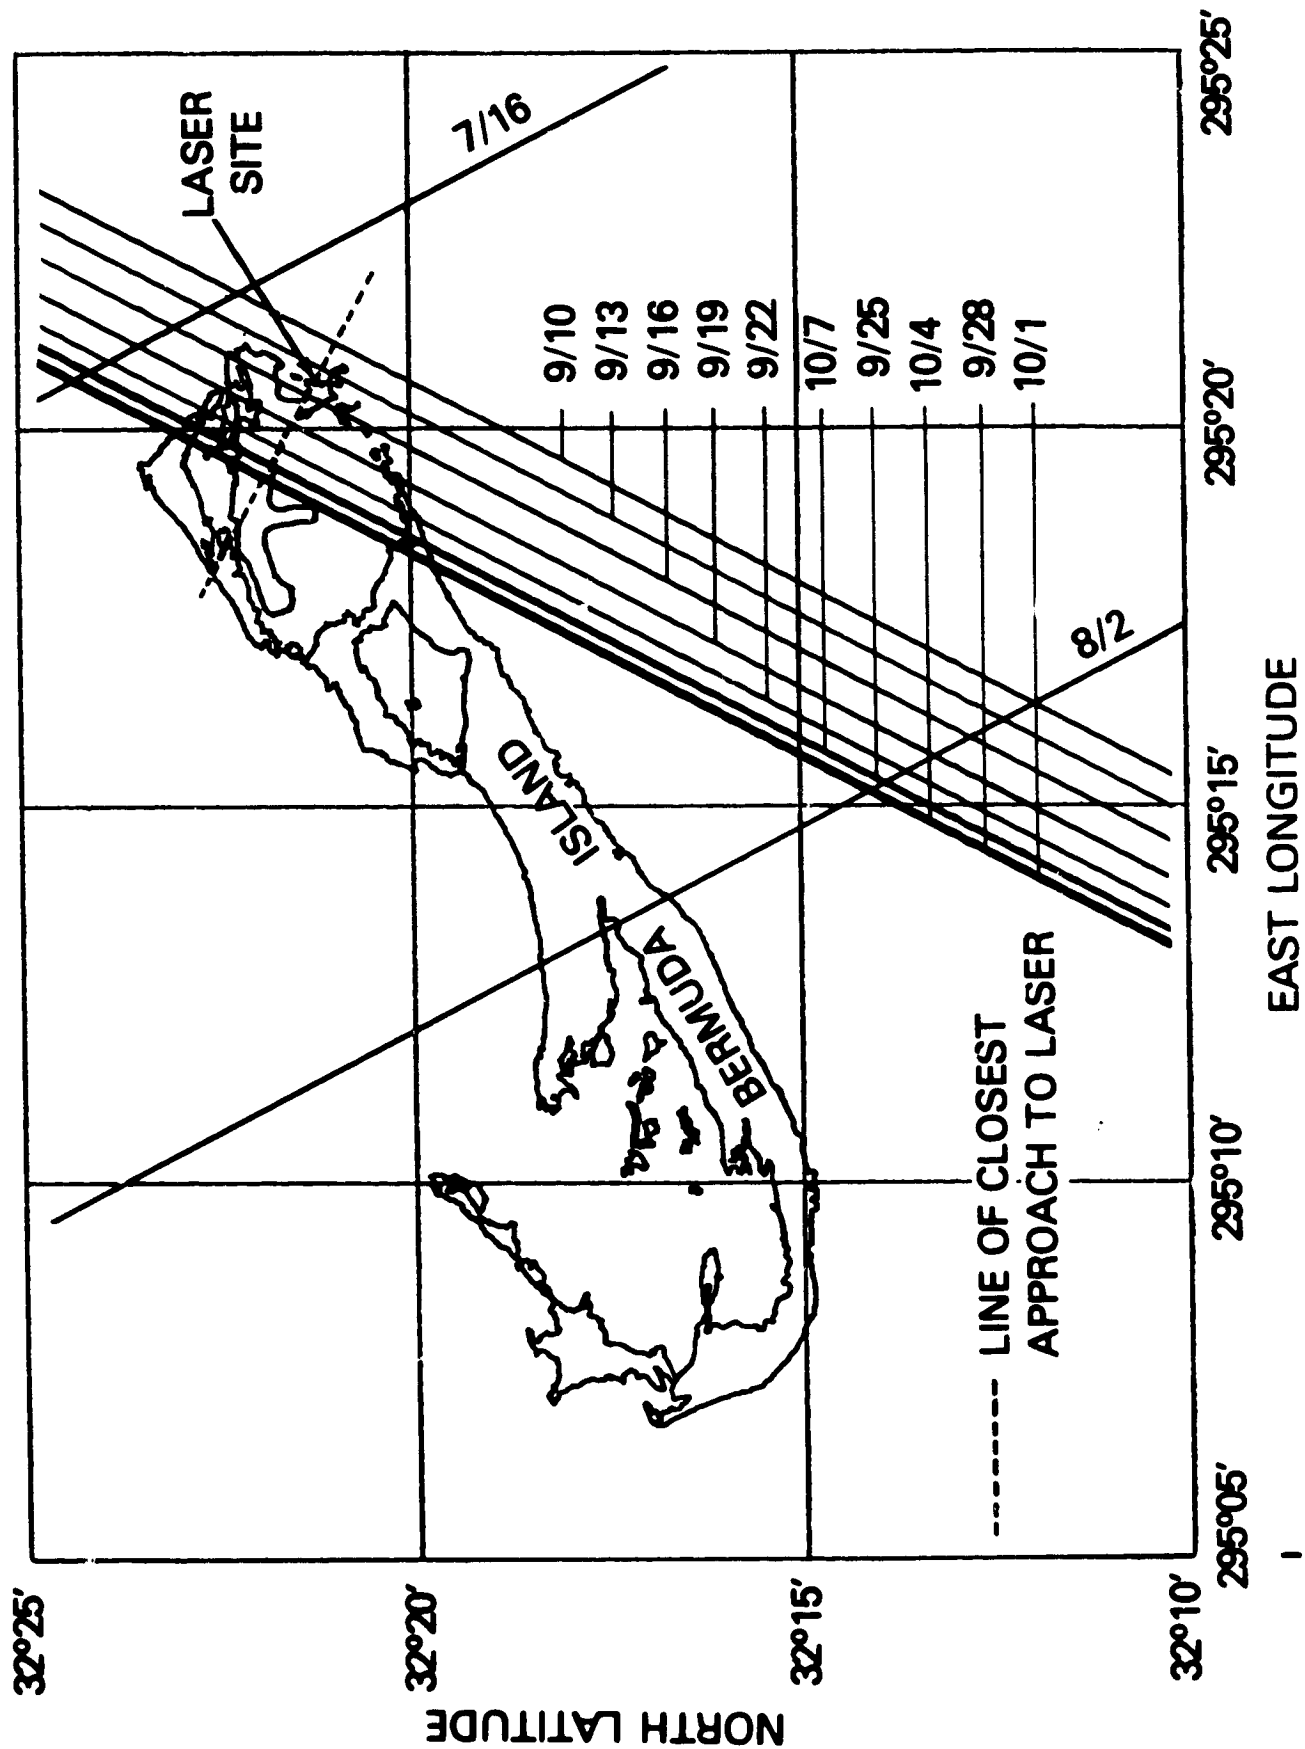 32°25'
32°20'
32°15'
32°10'
NORTH LATITUDE
295°05'
295°10'
295°15'
295°20'
295°25'
EAST LONGITUDE
LASER
SITE
7/16
8/2
9/10
9/13
9/16
9/19
9/22
10/7
9/25
10/4
9/28
10/1
BERMUDA
ISLAND
LINE OF CLOSEST
APPROACH TO LASER